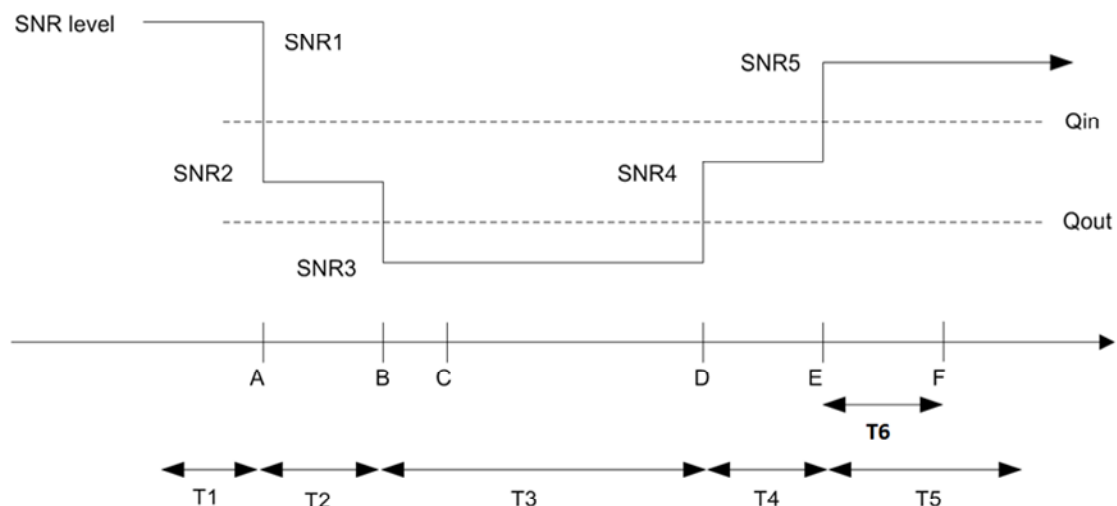 SNR level
SNR1
SNR5
Qin
SNR2
SNR4
Qout
SNR3
A B C D E F
T6
T1 T2 T3 T4 T5